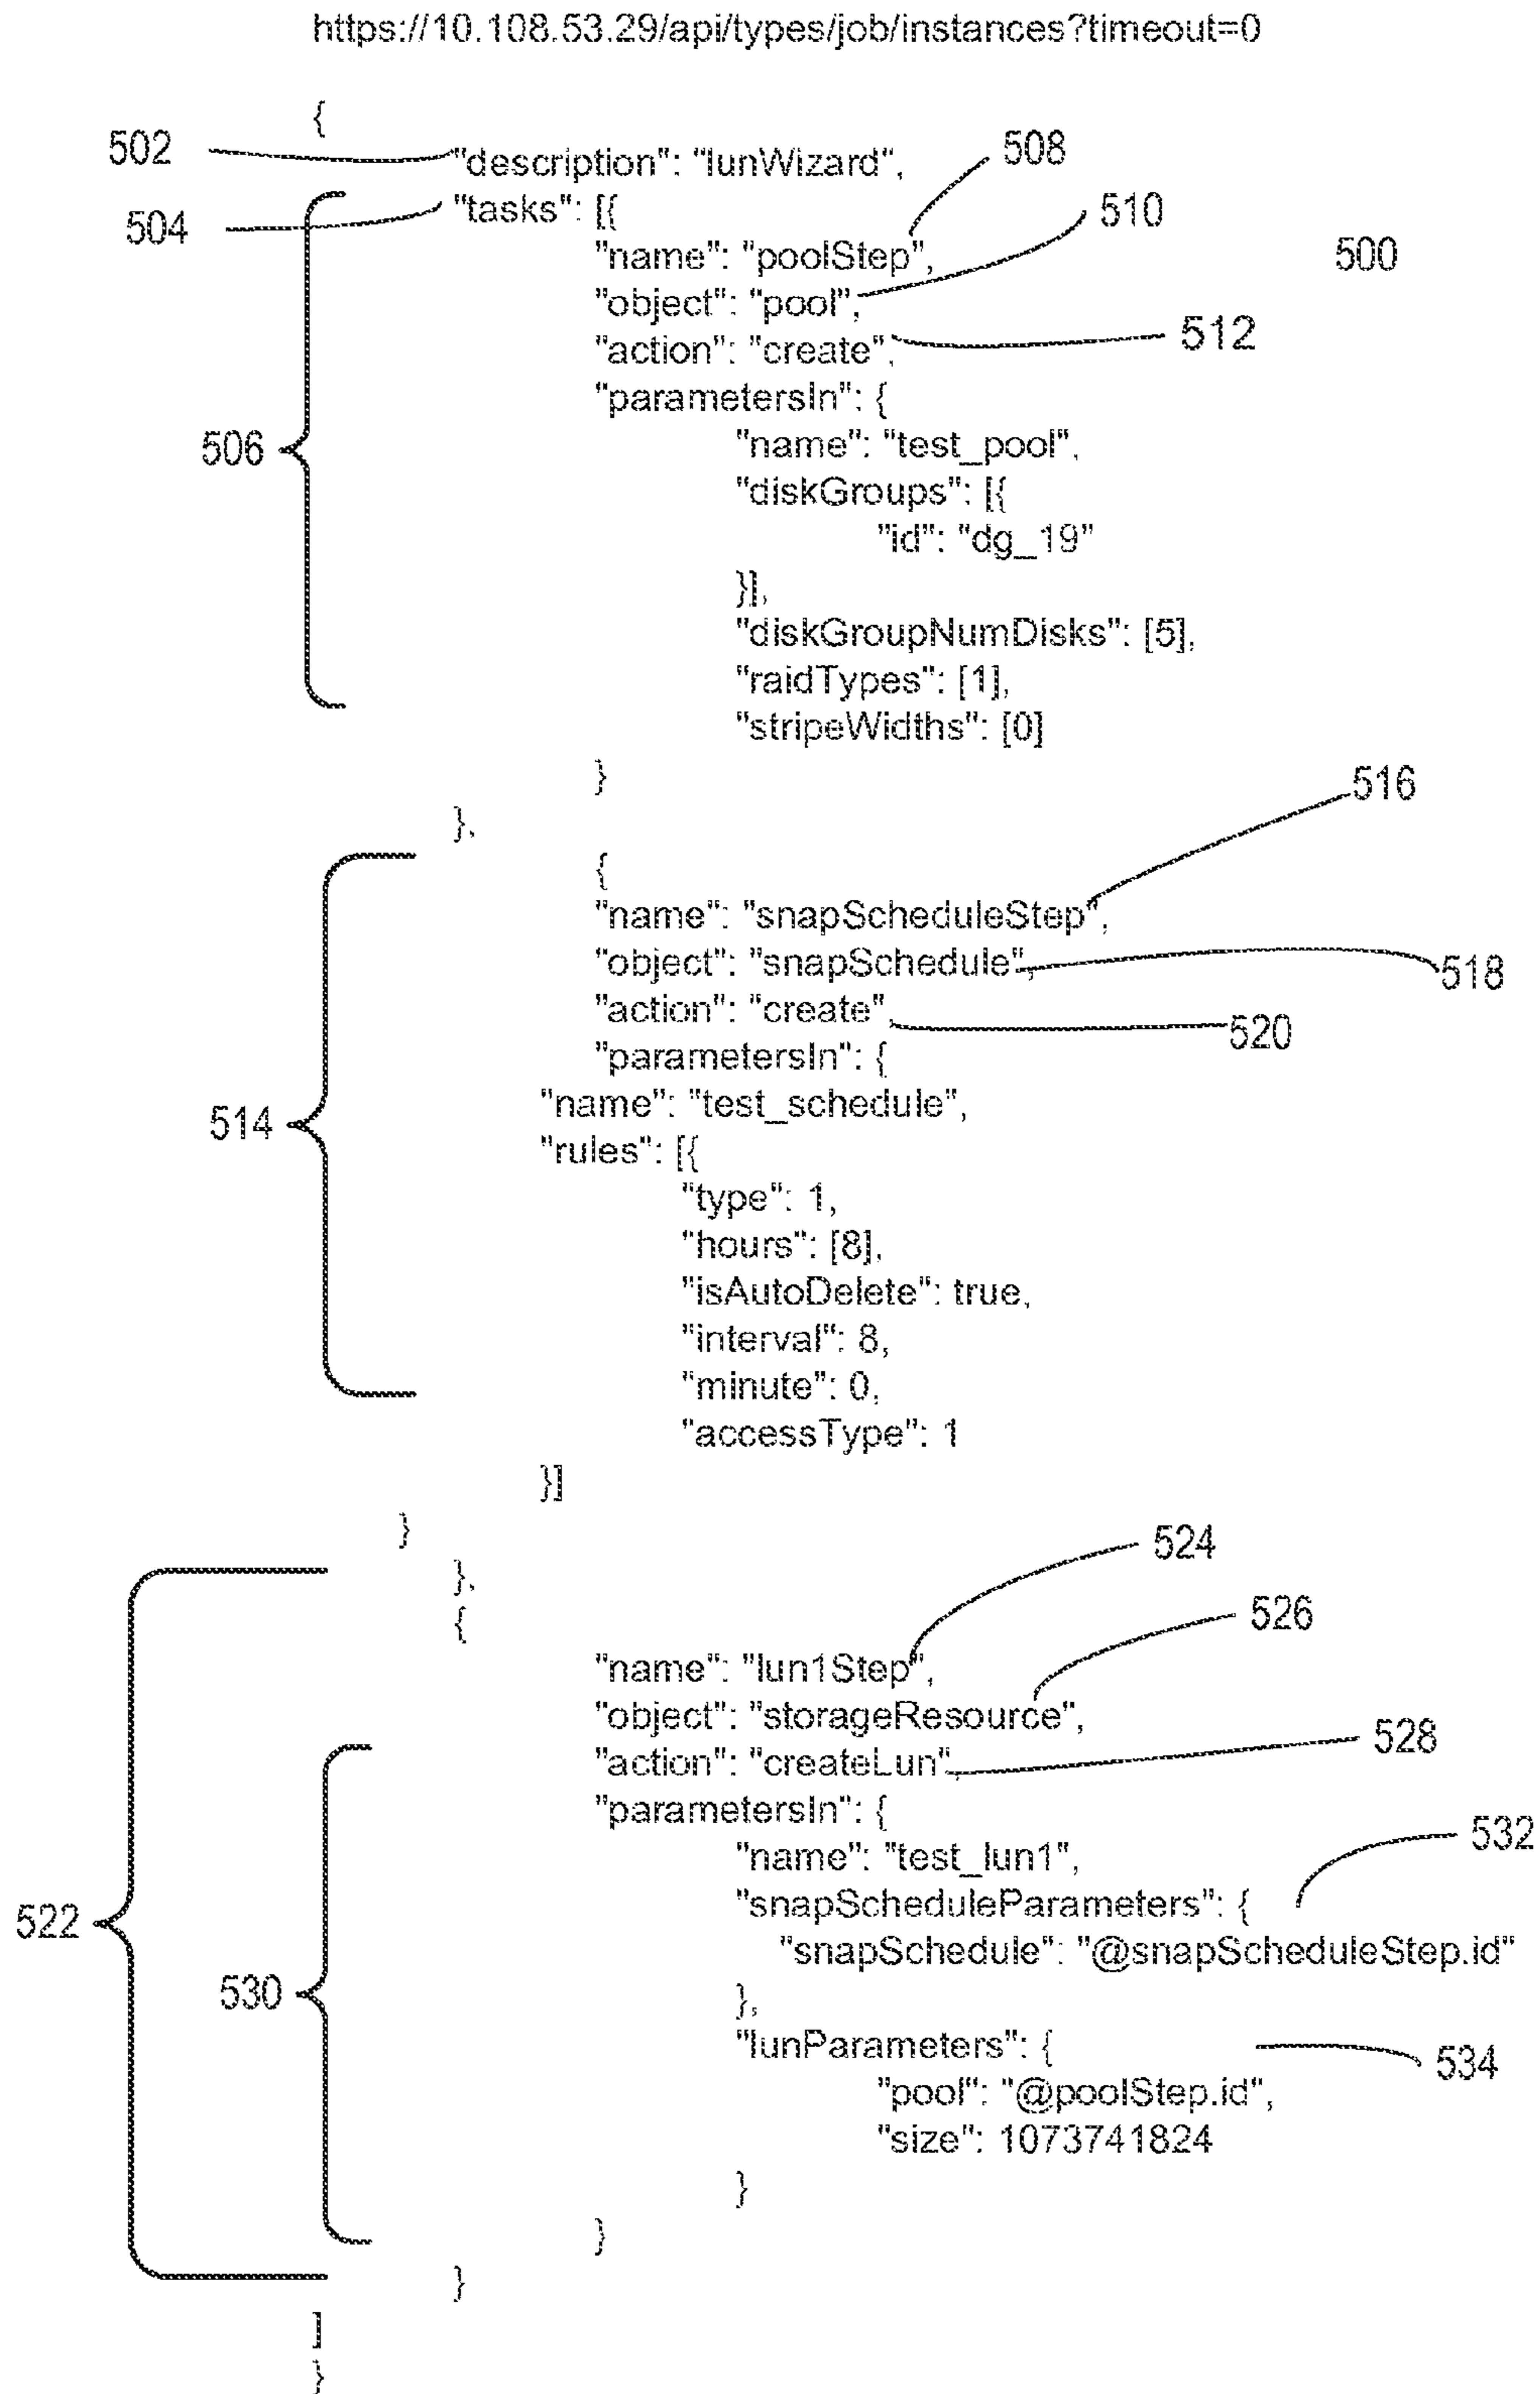 https://10.108.53.29/api/types/job/instances?timeout=0
{
502 "description": "lunWizard", 508
504 "tasks": [{ 510
"name": "poolStep", 500
"object": "pool",
"action": "create", 512
"parametersIn": {
506 "name": "test_pool",
"diskGroups": [{
"id": "dg_19"
}],
"diskGroupNumDisks": [5],
"raidTypes": [1],
"stripeWidths": [0]
} 516
},
{
"name": "snapScheduleStep",
"object": "snapSchedule", 518
"action": "create", 520
"parametersIn": {
514 "name": "test_schedule",
"rules": [{
"type": 1,
"hours": [8],
"isAutoDelete": true,
"interval": 8,
"minute": 0,
"accessType": 1
}]
} 524
},
{ 526
"name": "lun1Step",
"object": "storageResource", 528
"action": "createLun",
"parametersIn": { 532
"name": "test_lun1",
522 "snapScheduleParameters": {
"snapSchedule": "@snapScheduleStep.id"
530 },
"lunParameters": { 534
"pool": "@poolStep.id",
"size": 1073741824
}
}
}
]
}